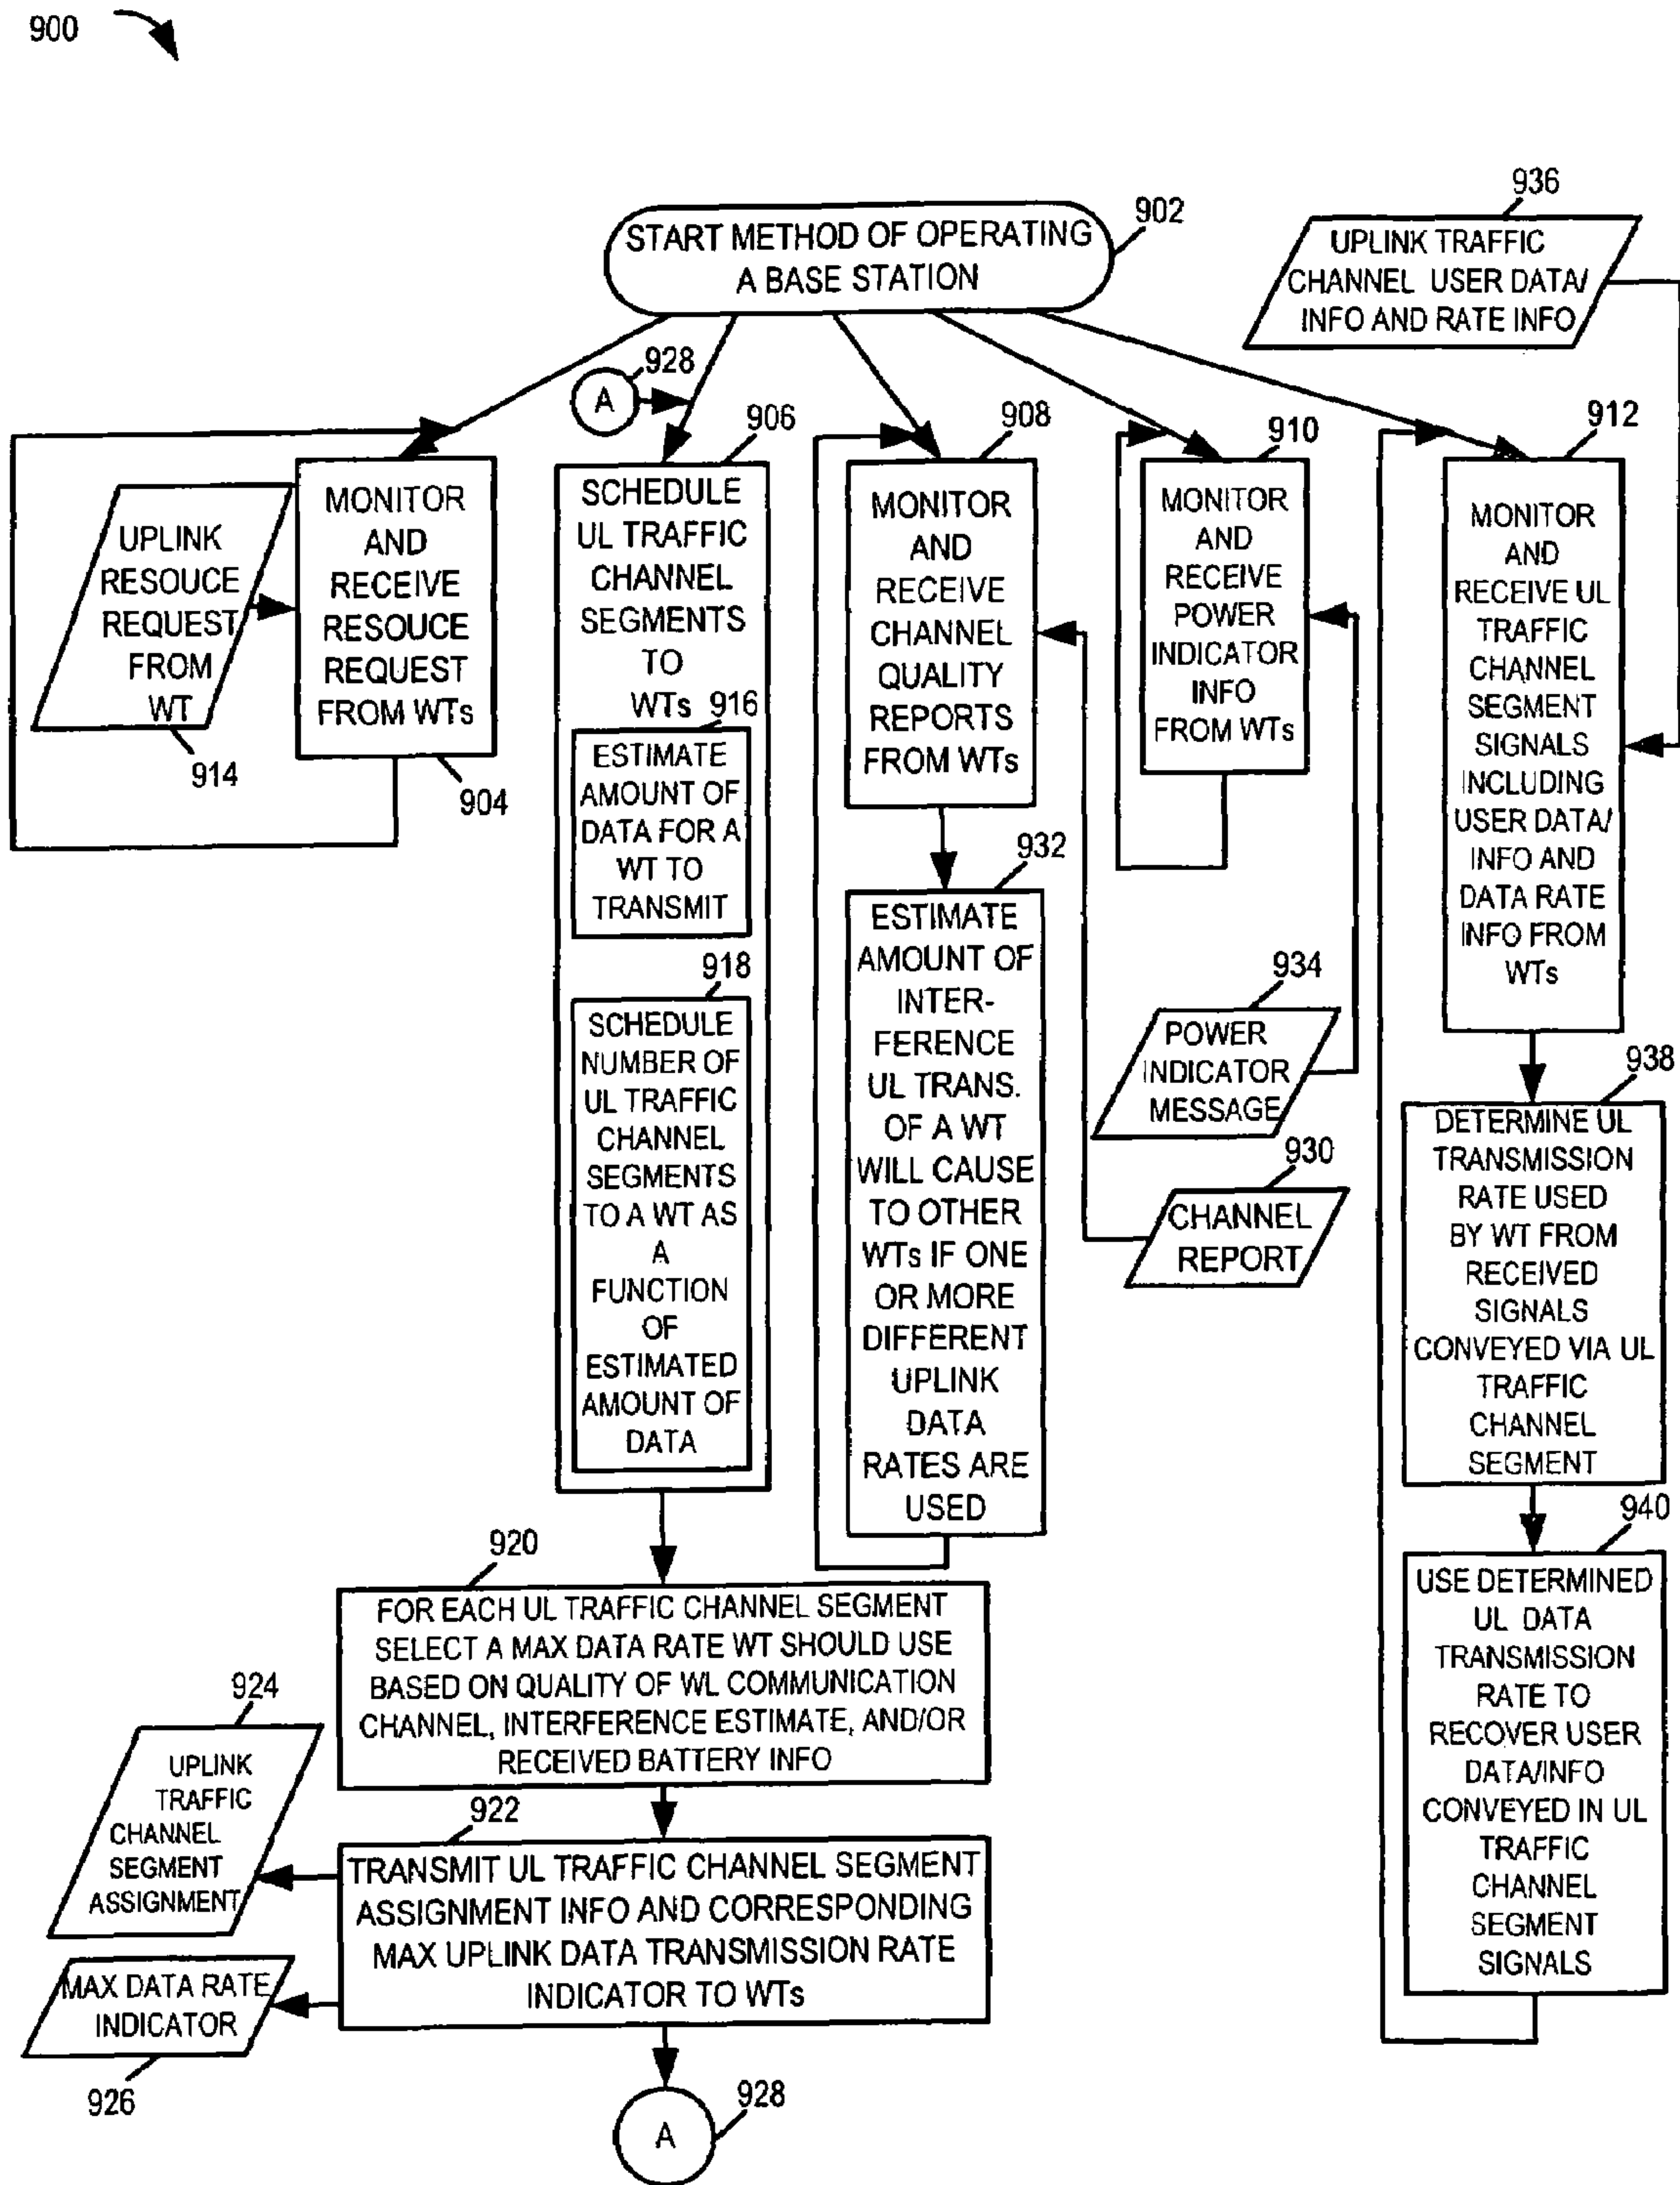 900
START METHOD OF OPERATING
A BASE STATION
902
936
UPLINK TRAFFIC
CHANNEL USER DATA/
INFO AND RATE INFO
A
928
904
MONITOR
AND
RECEIVE
RESOUCE
REQUEST
FROM WTs
UPLINK
RESOUCE
REQUEST
FROM
WT
914
906
SCHEDULE
UL TRAFFIC
CHANNEL
SEGMENTS
TO
WTs
916
ESTIMATE
AMOUNT OF
DATA FOR A
WT TO
TRANSMIT
918
SCHEDULE
NUMBER OF
UL TRAFFIC
CHANNEL
SEGMENTS
TO A WT AS
A
FUNCTION
OF
ESTIMATED
AMOUNT OF
DATA
908
MONITOR
AND
RECEIVE
CHANNEL
QUALITY
REPORTS
FROM WTs
932
ESTIMATE
AMOUNT OF
INTER-
FERENCE
UL TRANS.
OF A WT
WILL CAUSE
TO OTHER
WTs IF ONE
OR MORE
DIFFERENT
UPLINK
DATA
RATES ARE
USED
910
MONITOR
AND
RECEIVE
POWER
INDICATOR
INFO
FROM WTs
934
POWER
INDICATOR
MESSAGE
930
CHANNEL
REPORT
912
MONITOR
AND
RECEIVE UL
TRAFFIC
CHANNEL
SEGMENT
SIGNALS
INCLUDING
USER DATA/
INFO AND
DATA RATE
INFO FROM
WTs
938
DETERMINE UL
TRANSMISSION
RATE USED
BY WT FROM
RECEIVED
SIGNALS
CONVEYED VIA UL
TRAFFIC
CHANNEL
SEGMENT
940
USE DETERMINED
UL DATA
TRANSMISSION
RATE TO
RECOVER USER
DATA/INFO
CONVEYED IN UL
TRAFFIC
CHANNEL
SEGMENT
SIGNALS
920
FOR EACH UL TRAFFIC CHANNEL SEGMENT
SELECT A MAX DATA RATE WT SHOULD USE
BASED ON QUALITY OF WL COMMUNICATION
CHANNEL, INTERFERENCE ESTIMATE, AND/OR
RECEIVED BATTERY INFO
924
UPLINK
TRAFFIC
CHANNEL
SEGMENT
ASSIGNMENT
922
TRANSMIT UL TRAFFIC CHANNEL SEGMENT
ASSIGNMENT INFO AND CORRESPONDING
MAX UPLINK DATA TRANSMISSION RATE
INDICATOR TO WTs
MAX DATA RATE
INDICATOR
926
A
928